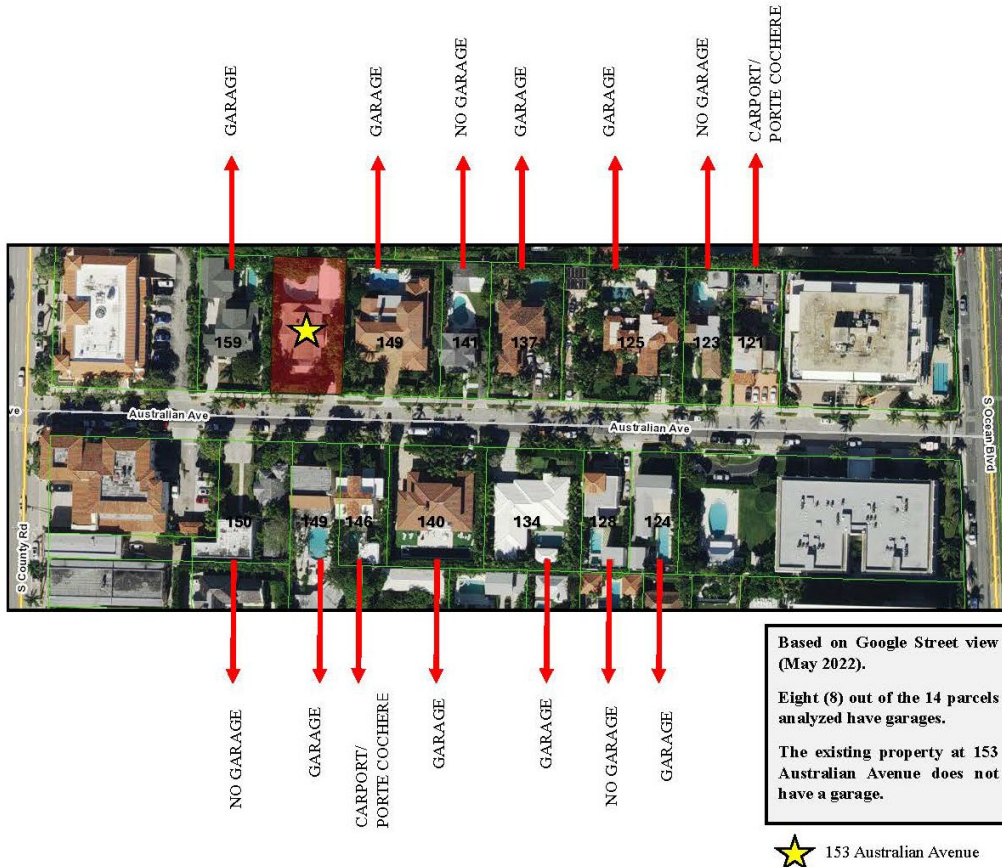 GARAGE
GARAGE
NO GARAGE
GARAGE
GARAGE
NO GARAGE
CARPORT/
PORTE COCHERE
159
149
141
137
125
123
121
Australian Ave
Australian Ave
S Ocean Blvd
S County Rd
ve
150
149
146
140
134
128
124
NO GARAGE
GARAGE
CARPORT/
PORTE COCHERE
GARAGE
GARAGE
NO GARAGE
GARAGE
Based on Google Street view
(May 2022).
Eight (8) out of the 14 parcels
analyzed have garages.
The existing property at 153
Australian Avenue does not
have a garage.
153 Australian Avenue